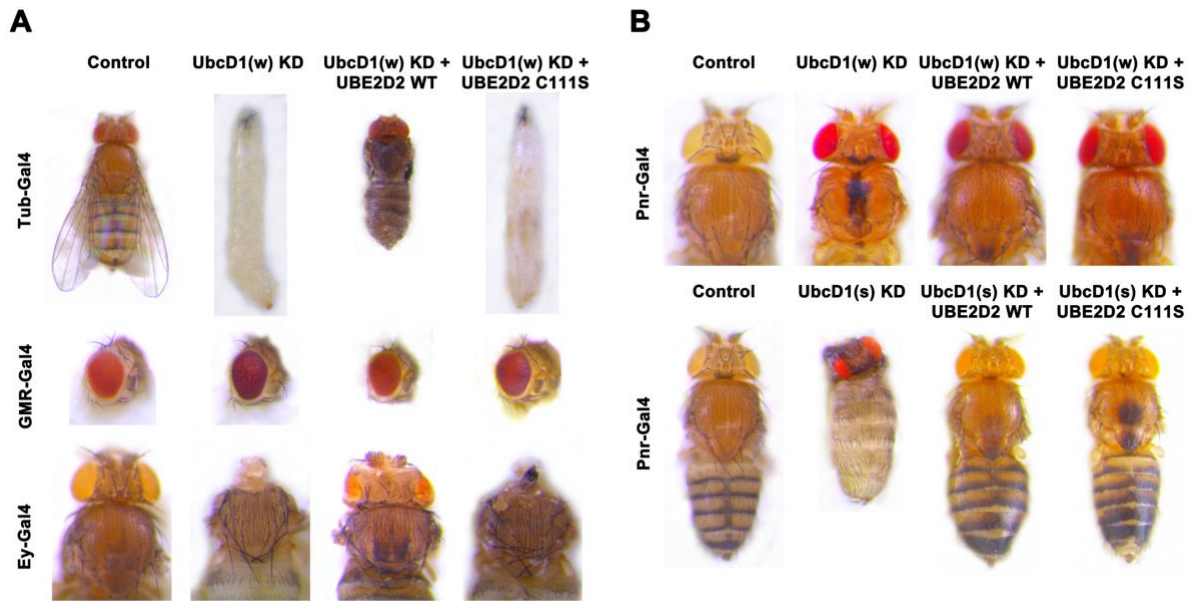 A
Control
UbcD1(w) KD
UbcD1(w) KD +
UBE2D2 WT
UbcD1(w) KD +
UBE2D2 C111S
Tub-Gal4
GMR-Gal4
Ey-Gal4
B
Control
UbcD1(w) KD
UbcD1(w) KD +
UBE2D2 WT
UbcD1(w) KD +
UBE2D2 C111S
Pnr-Gal4
Control
UbcD1(s) KD
UbcD1(s) KD +
UBE2D2 WT
UbcD1(s) KD +
UBE2D2 C111S
Pnr-Gal4